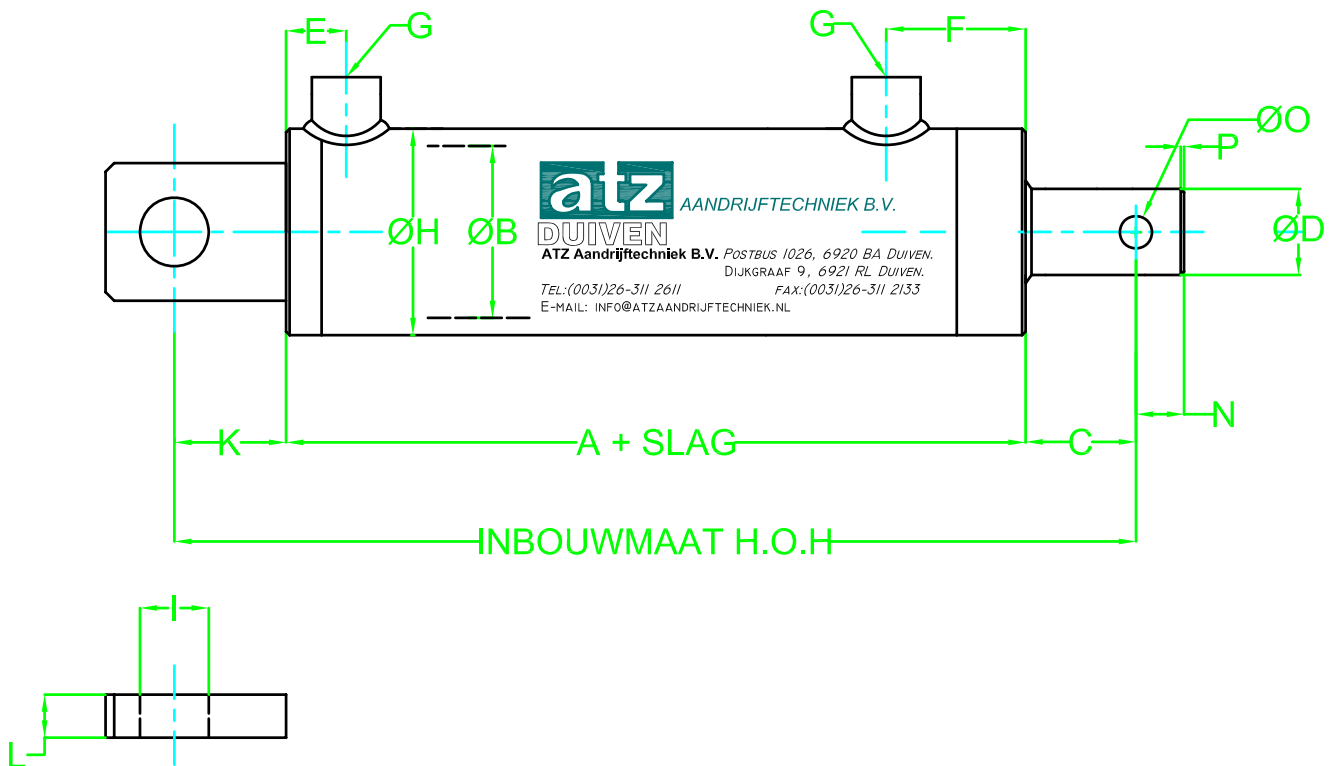 E
G
G
F
ØO
P
atz
AANDRIJFTECHNIEK B.V.
DUIVEN
ØH
ØB
ØD
ATZ Aandrijftechniek B.V. POSTBUS 1026, 6920 BA DUIVEN.
DIJKGRAAF 9, 6921 RL DUIVEN.
TEL:(0031)26-311 2611 FAX:(0031)26-311 2133
E-MAIL: INFO@ATZAANDRIJFTECHNIEK.NL
N
K
A + SLAG
C
INBOUWMAAT H.O.H
I
L